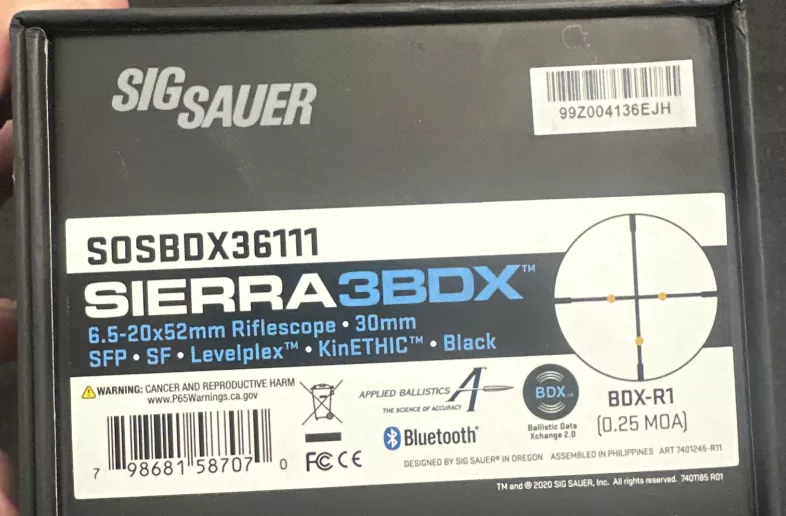 SIG SAUER
99Z004136EJH
SOSBDX36111
SIERRA3BDX™
6.5-20x52mm Riflescope • 30mm
SFP • SF • Levelplex™ • KinETHIC™ • Black
WARNING: CANCER AND REPRODUCTIVE HARM
www.P65Warnings.ca.gov
7 98681 58707 0
FC CE
APPLIED BALLISTICS
THE SCIENCE OF ACCURACY
Bluetooth®
BDX
Ballistic Data
Xchange 2.0
BDX-R1
(0.25 MOA)
DESIGNED BY SIG SAUER® IN OREGON ASSEMBLED IN PHILIPPINES ART 7401245-R11
TM and © 2020 SIG SAUER, Inc. All rights reserved. 7401185 R01